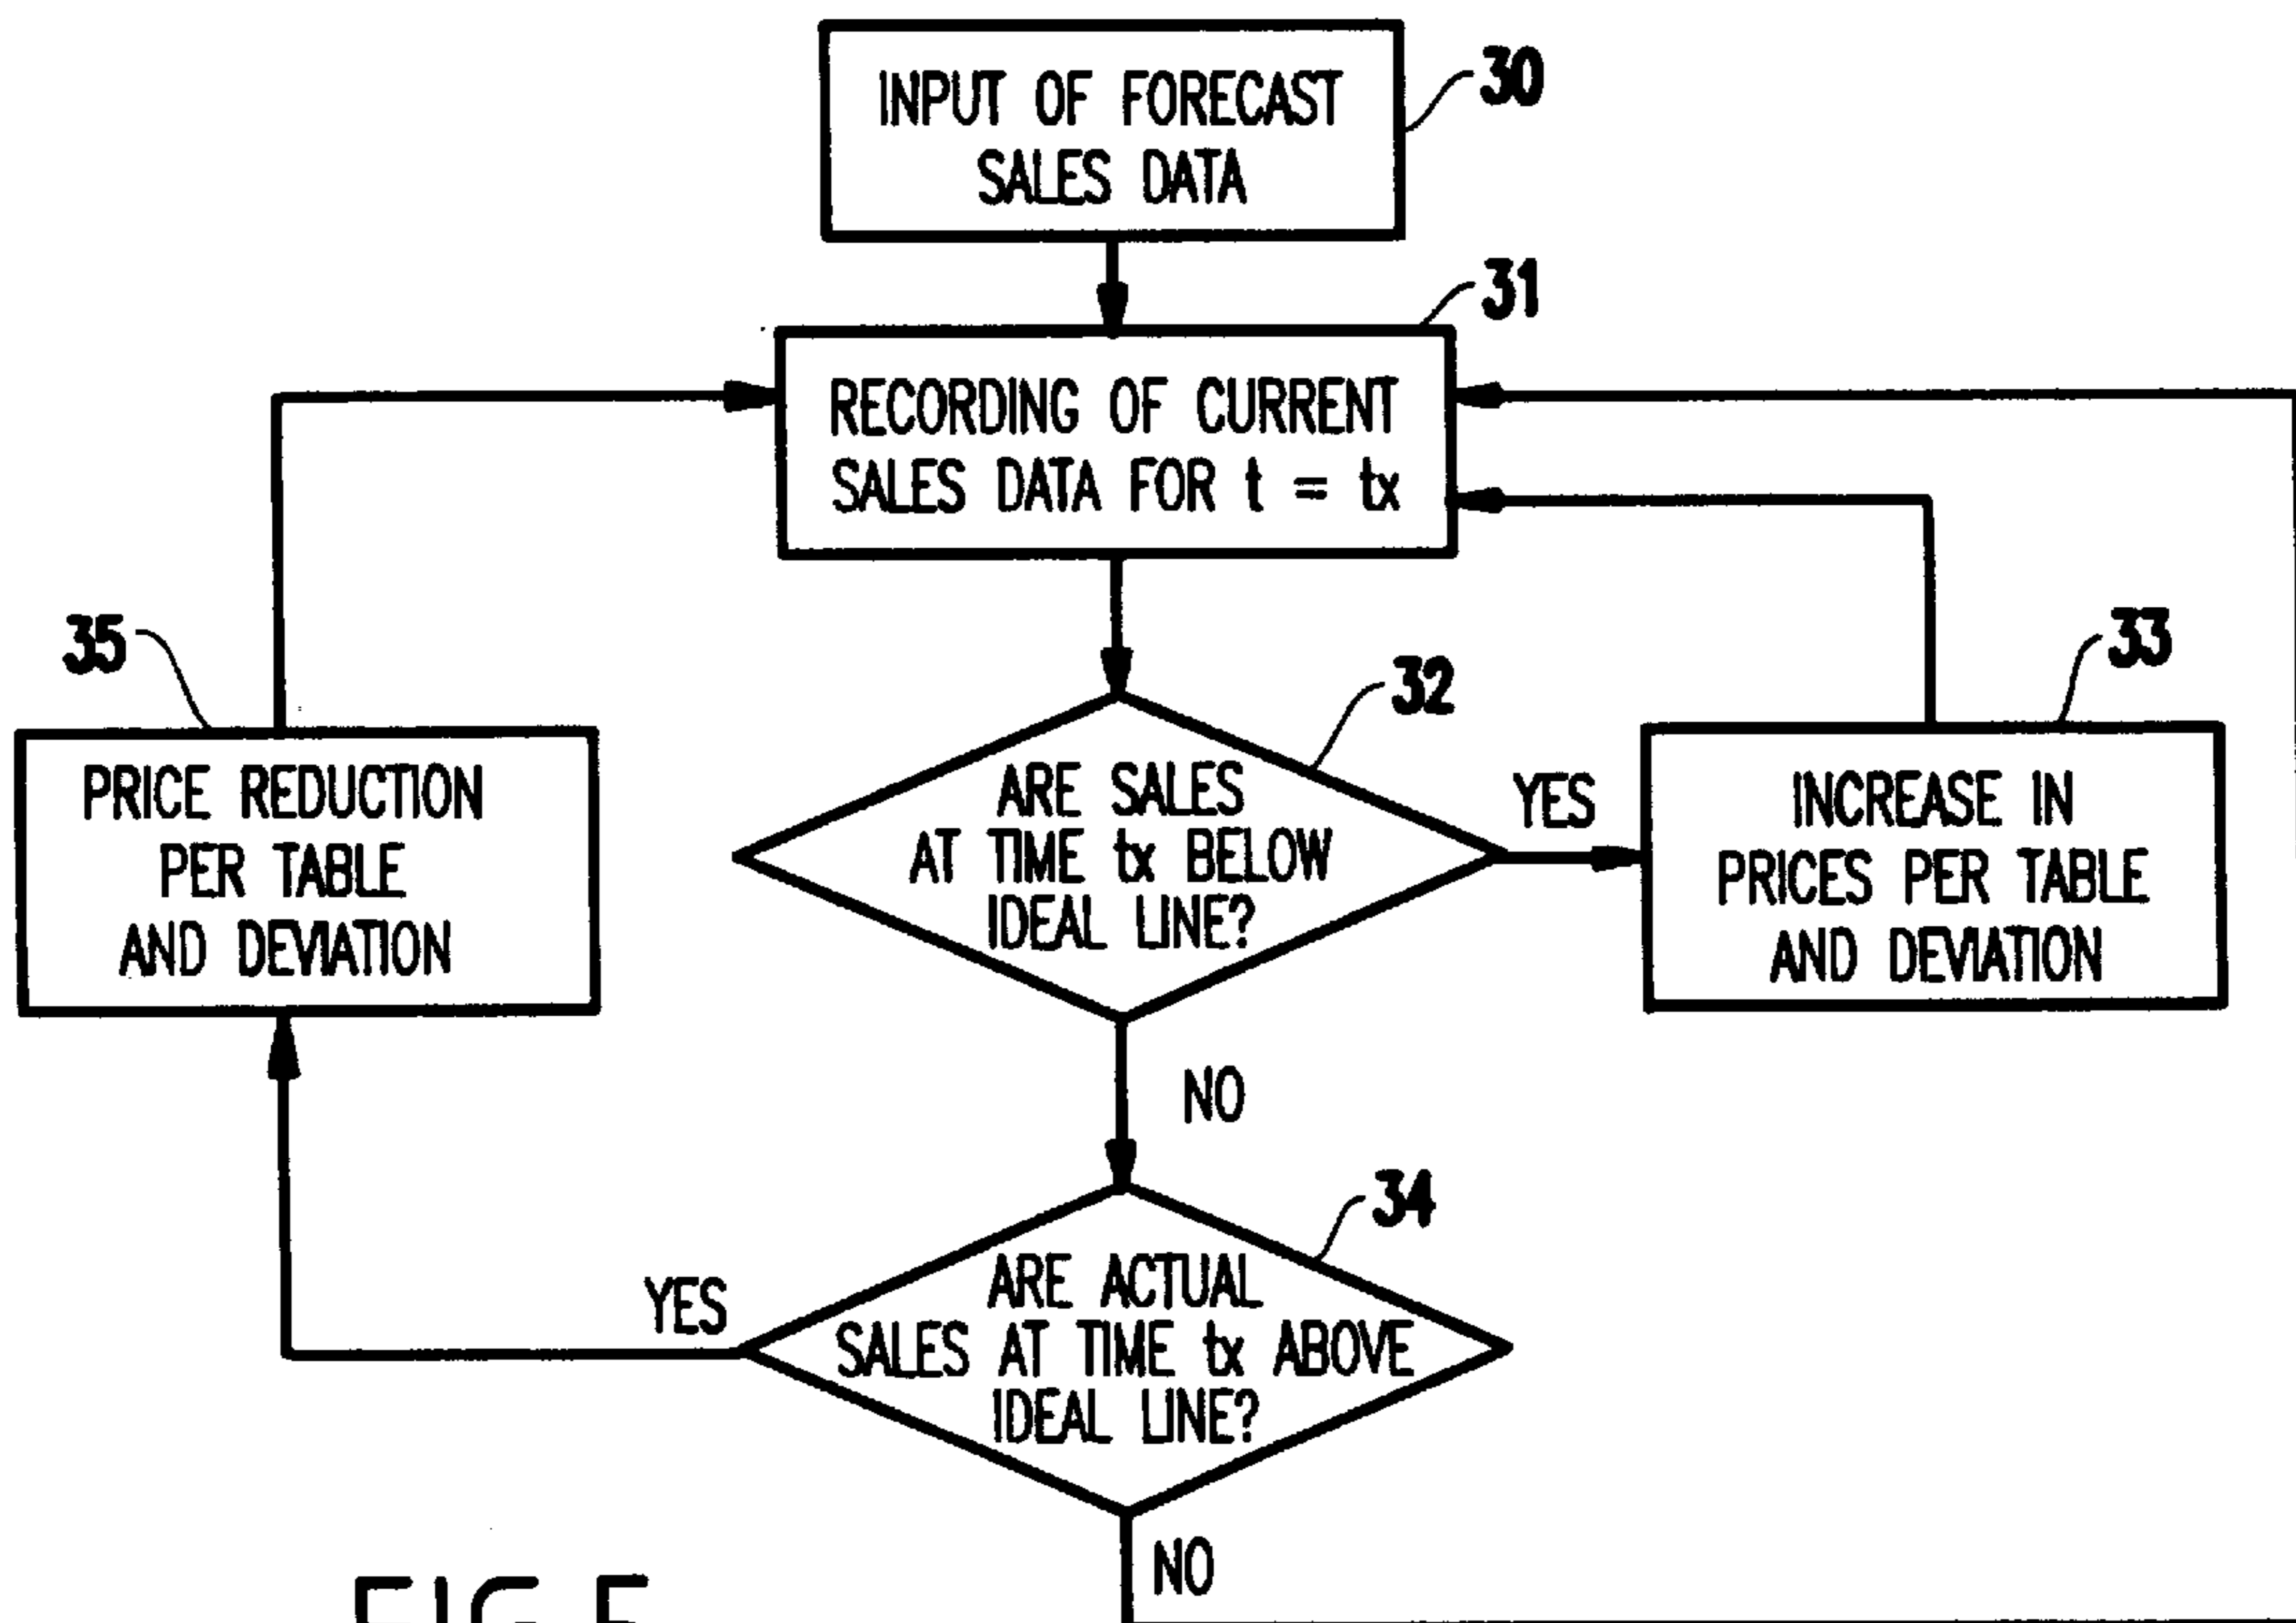 INPUT OF FORECAST
SALES DATA
30
31
RECORDING OF CURRENT
SALES DATA FOR t = tx
35
32
33
PRICE REDUCTION
PER TABLE
AND DEVIATION
ARE SALES
AT TIME tx BELOW
IDEAL LINE?
YES
INCREASE IN
PRICES PER TABLE
AND DEVIATION
NO
34
YES
ARE ACTUAL
SALES AT TIME tx ABOVE
IDEAL LINE?
NO